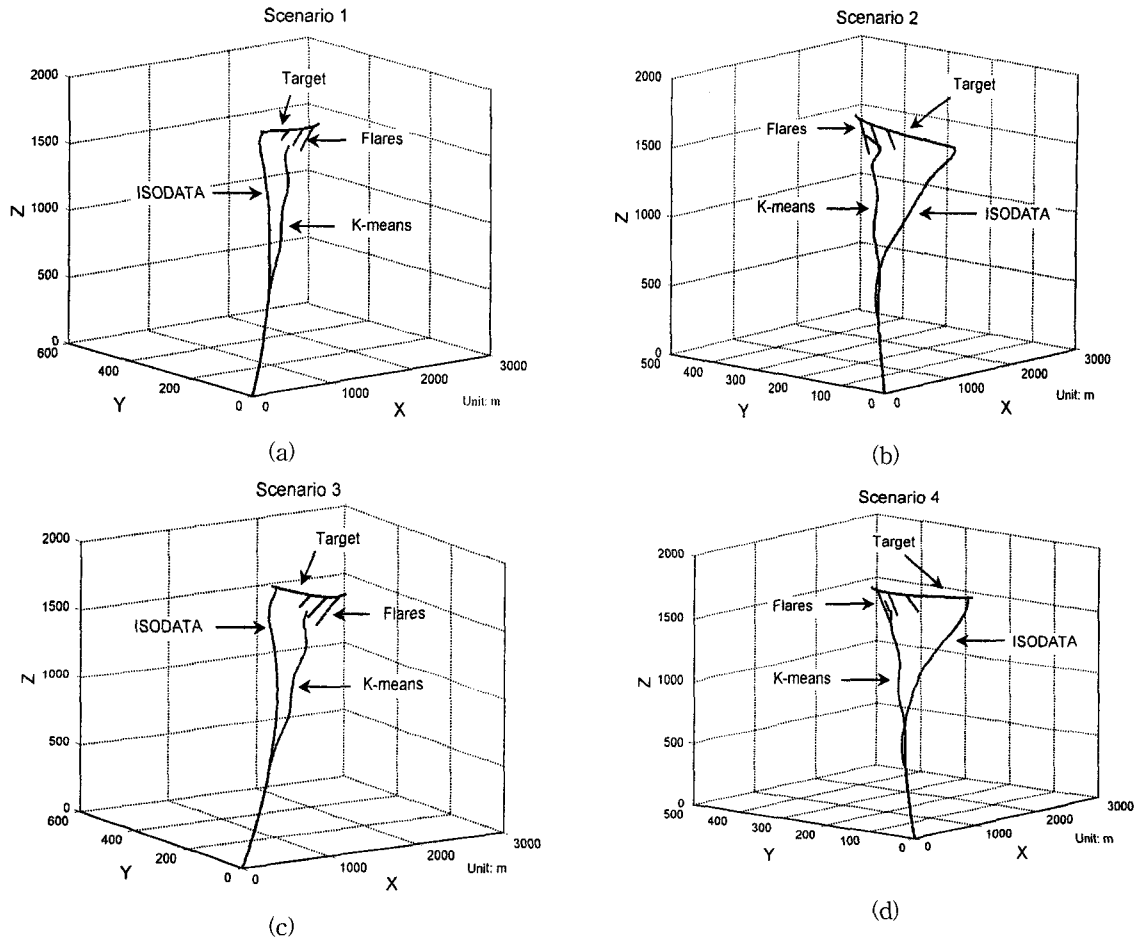 Scenario 1
2000
1500
1000
500
0
Z
600
400
200
0
Y
0
1000
2000
3000
X
Unit: m
Target
Flares
ISODATA
K-means
(a)
Scenario 2
2000
1500
1000
500
0
Z
500
400
300
200
100
0
Y
0
1000
2000
3000
X
Unit: m
Target
Flares
K-means
ISODATA
(b)
Scenario 3
2000
1500
1000
500
0
Z
600
400
200
0
Y
0
1000
2000
3000
X
Unit: m
Target
Flares
ISODATA
K-means
(c)
Scenario 4
2000
1500
1000
500
0
Z
500
400
300
200
100
0
Y
0
1000
2000
3000
X
Unit: m
Target
Flares
ISODATA
K-means
(d)